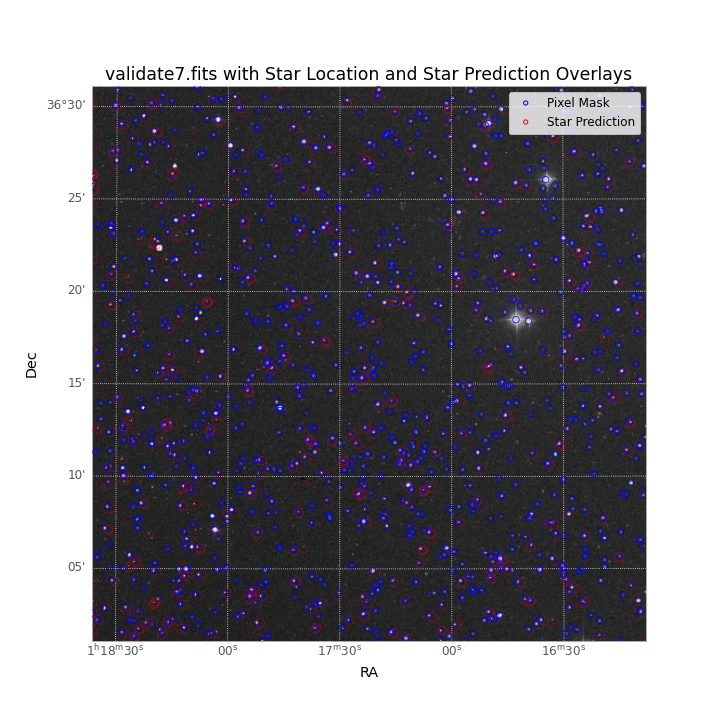 validate7.fits with Star Location and Star Prediction Overlays
Pixel Mask
Star Prediction
36°30'
25'
20'
15'
10'
05'
Dec
1ʰ18ᵐ30ˢ 00ˢ 17ᵐ30ˢ 00ˢ 16ᵐ30ˢ
RA